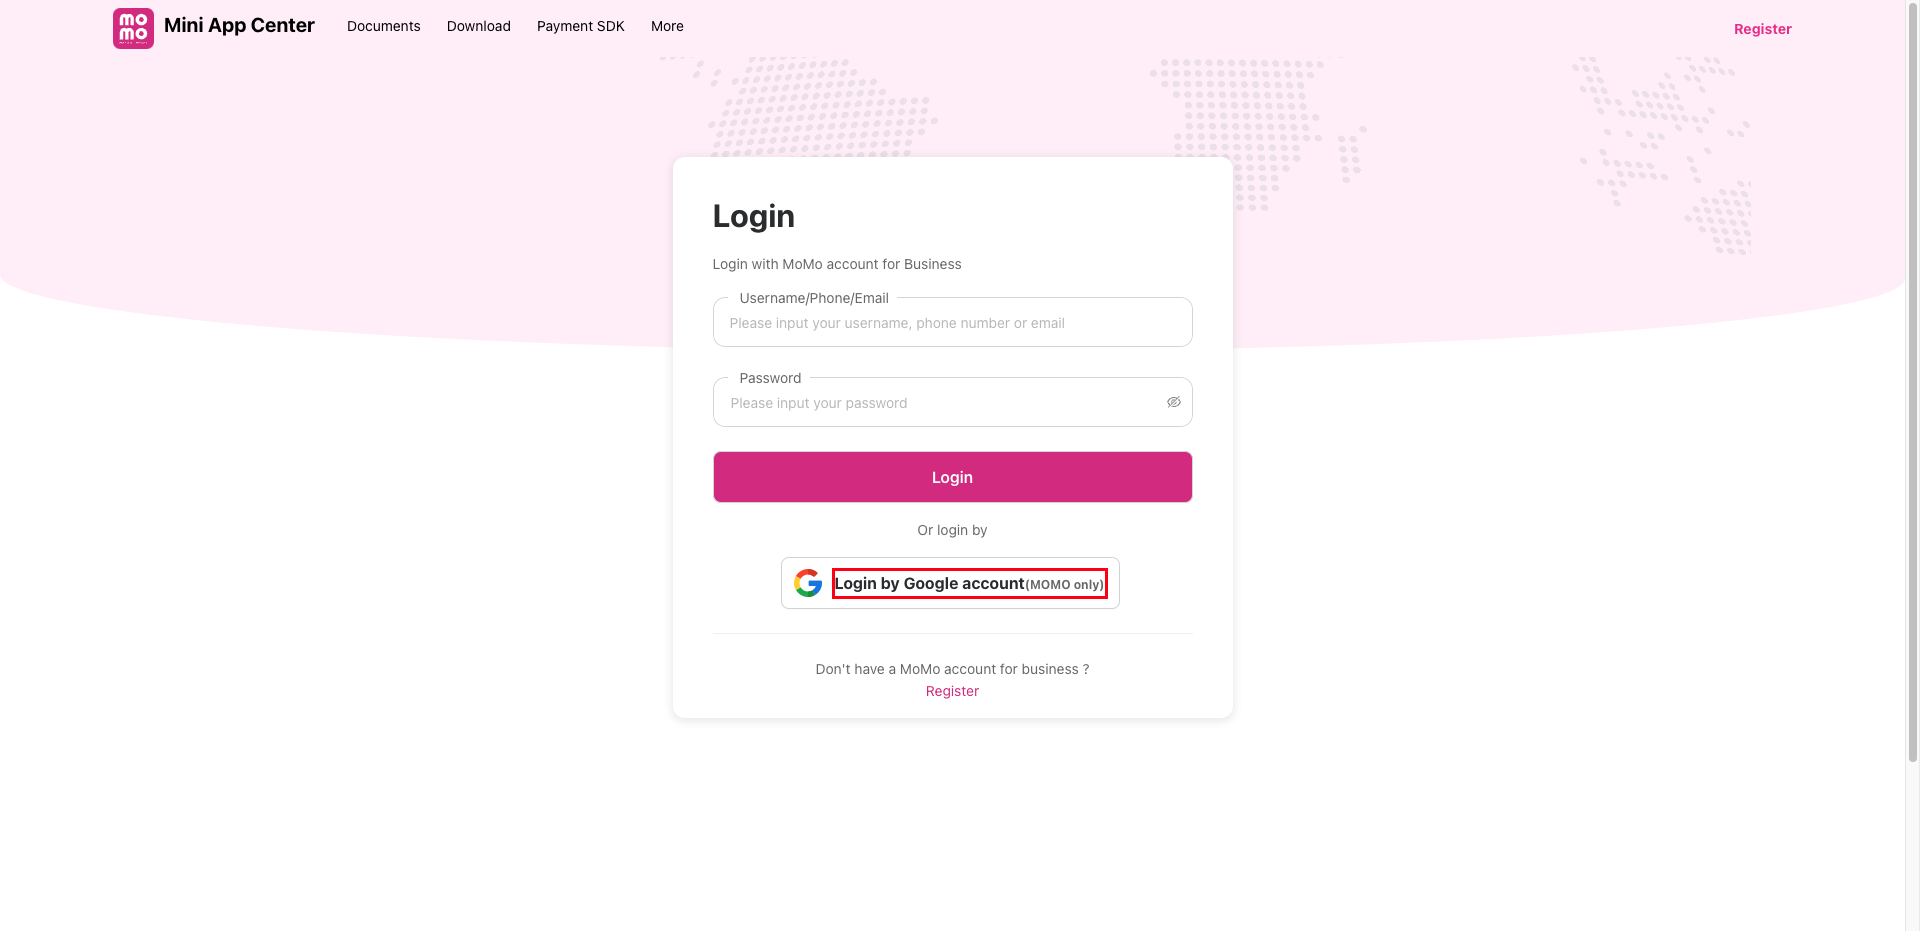 MOMO Mini App Center Documents Download Payment SDK More Register
Login
Login with MoMo account for Business
Username/Phone/Email
Please input your username, phone number or email
Password
Please input your password
Login
Or login by
Login by Google account(MOMO only)
Don't have a MoMo account for business ?
Register